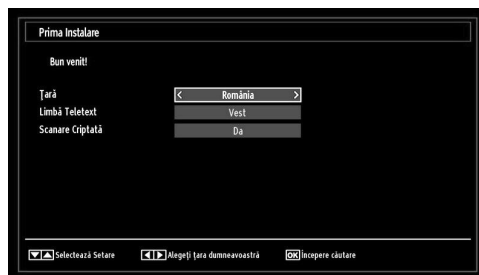 Prima Instalare
Bun venit!
Ţară < România >
Limbă Teletext Vest
Scanare Criptată Da
Selectează Setare Alegeţi ţara dumneavoastră OK Începere căutare